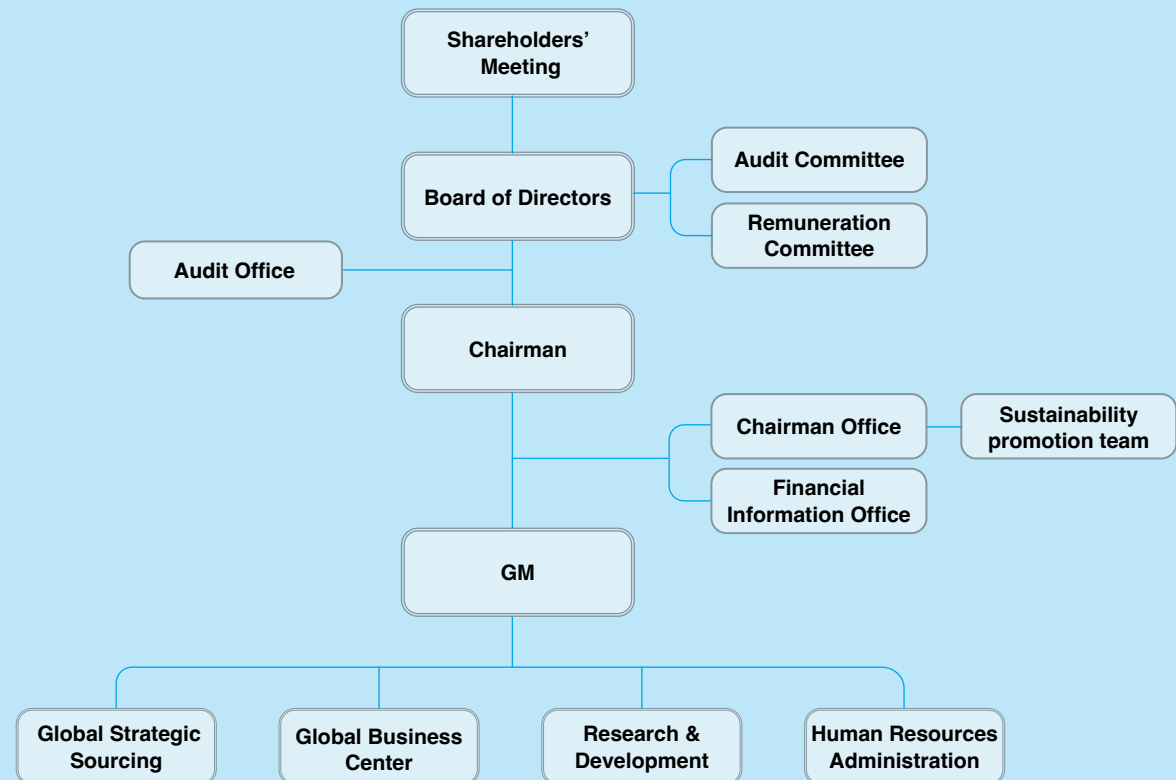 Shareholders’
Meeting
Board of Directors
Audit Committee
Remuneration
Committee
Audit Office
Chairman
Chairman Office
Sustainability
promotion team
Financial
Information Office
GM
Global Strategic
Sourcing
Global Business
Center
Research &
Development
Human Resources
Administration